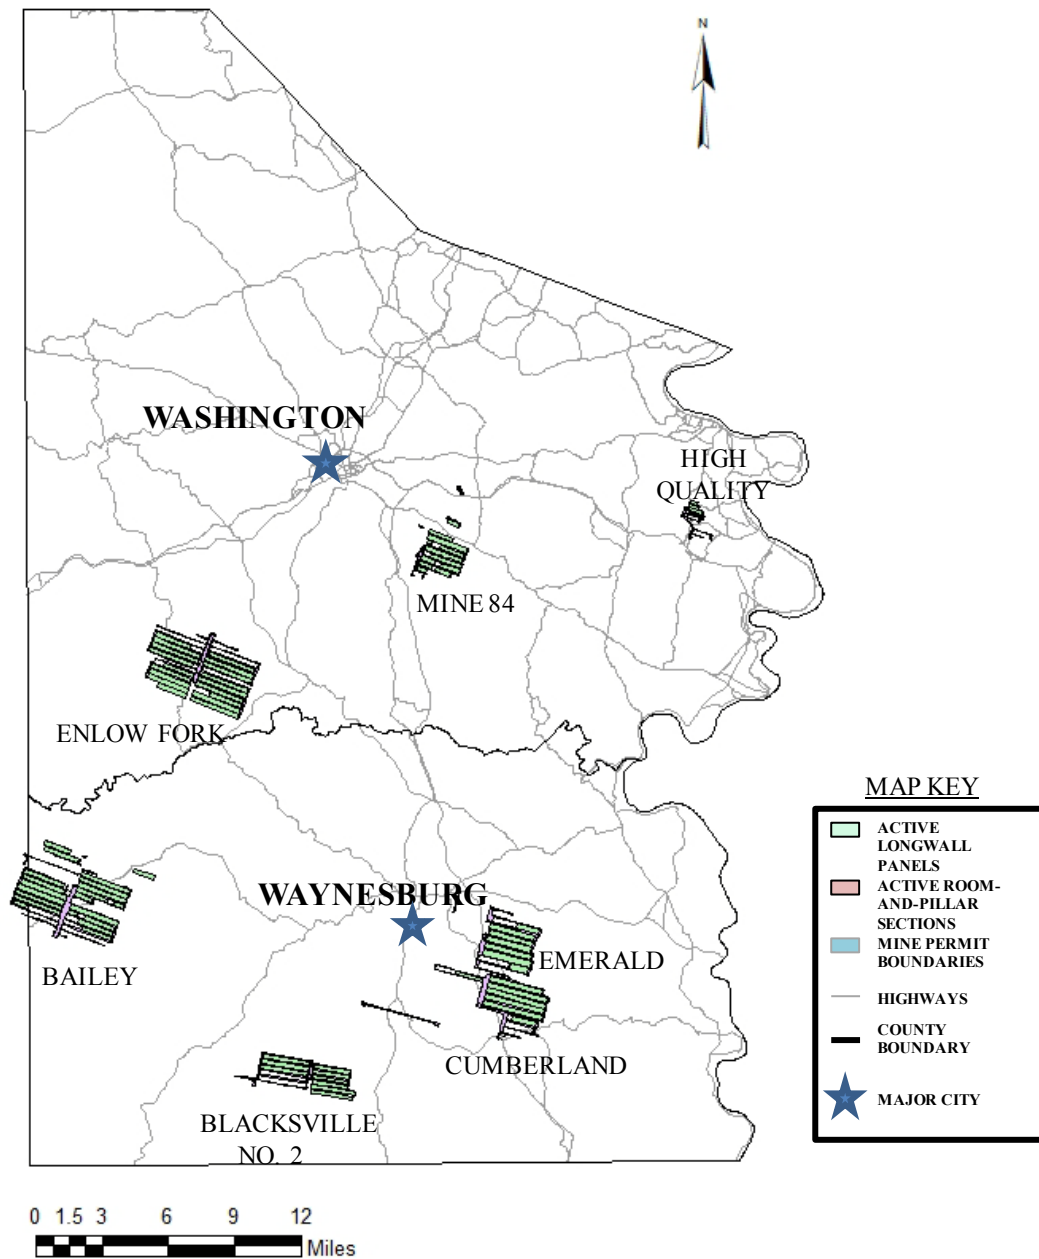 N
WASHINGTON
HIGH
QUALITY
MINE 84
ENLOW FORK
MAP KEY
ACTIVE
LONGWALL
PANELS
ACTIVE ROOM-
AND-PILLAR
SECTIONS
MINE PERMIT
BOUNDARIES
HIGHWAYS
COUNTY
BOUNDARY
MAJOR CITY
WAYNESBURG
BAILEY
EMERALD
CUMBERLAND
BLACKSVILLE
NO. 2
0 1.5 3 6 9 12
Miles